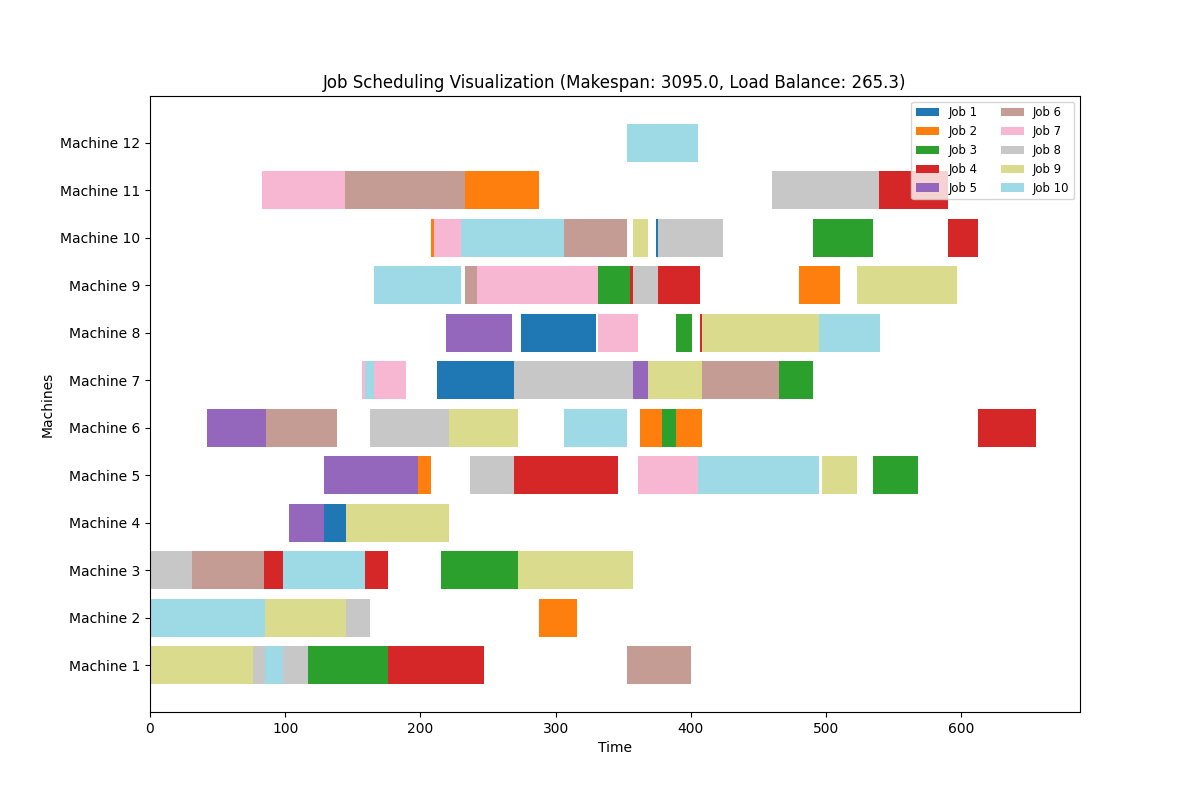 Job Scheduling Visualization (Makespan: 3095.0, Load Balance: 265.3)
Job 1
Job 2
Job 3
Job 4
Job 5
Job 6
Job 7
Job 8
Job 9
Job 10
Machines
Machine 12
Machine 11
Machine 10
Machine 9
Machine 8
Machine 7
Machine 6
Machine 5
Machine 4
Machine 3
Machine 2
Machine 1
0 100 200 300 400 500 600
Time